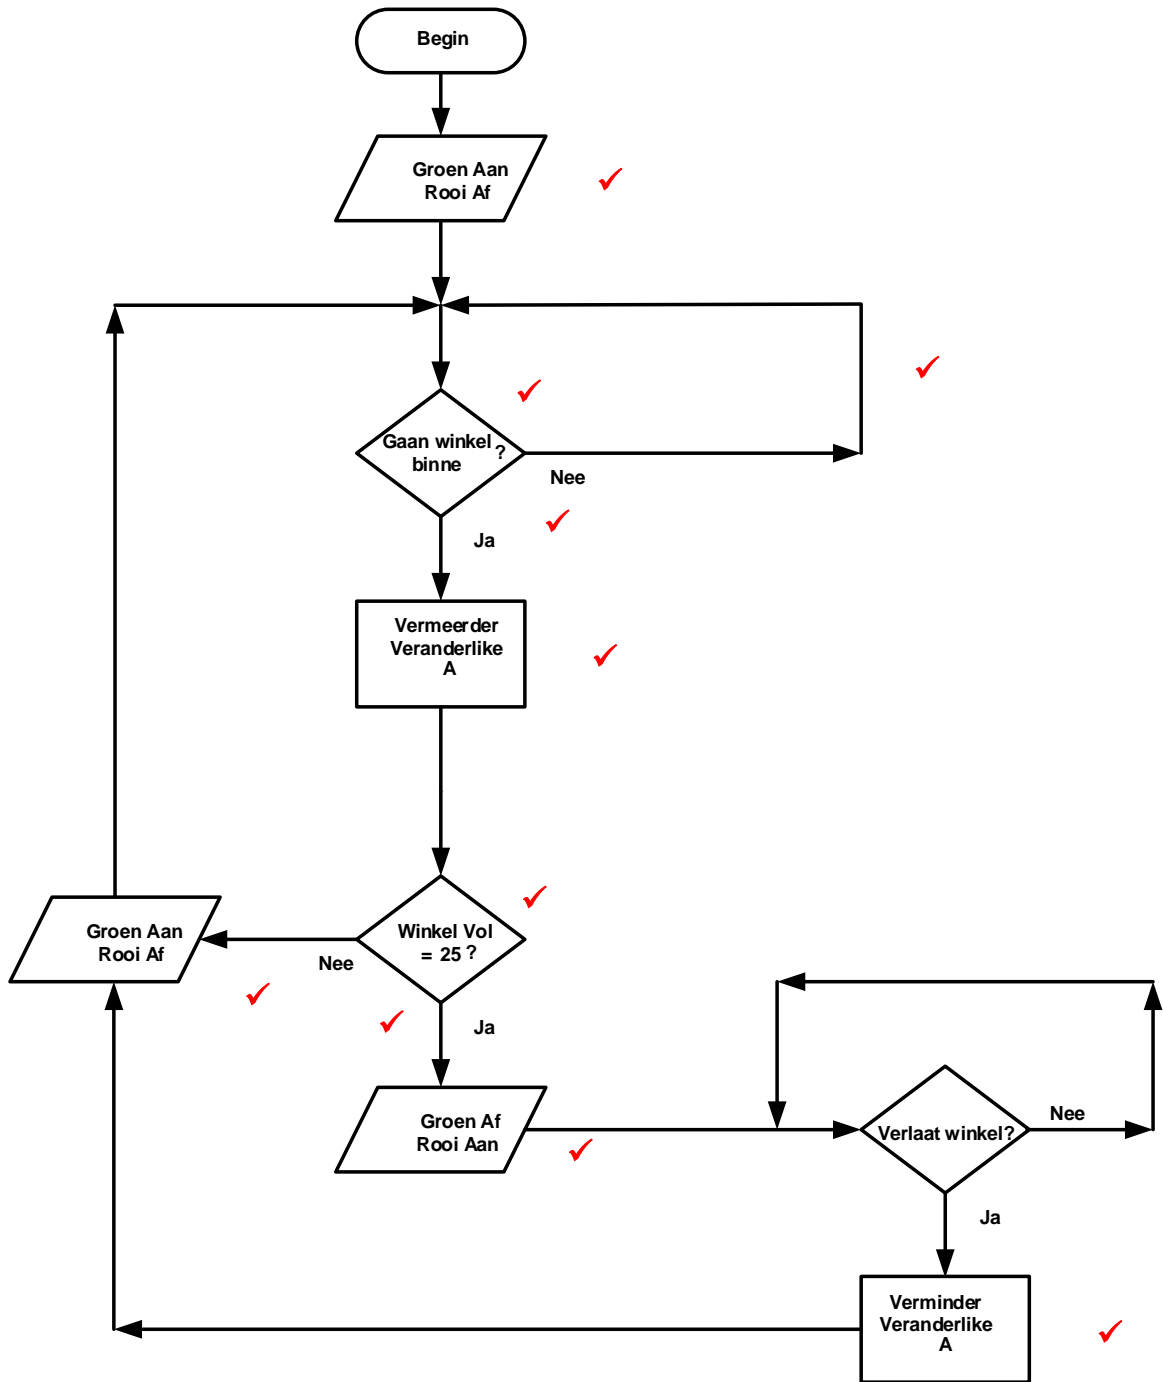 Begin
Groen Aan
Rooi Af
Gaan winkel ?
binne
Nee
Ja
Vermeerder
Veranderlike
A
Groen Aan
Rooi Af
Winkel Vol
= 25 ?
Nee
Ja
Groen Af
Rooi Aan
Verlaat winkel?
Nee
Ja
Verminder
Veranderlike
A